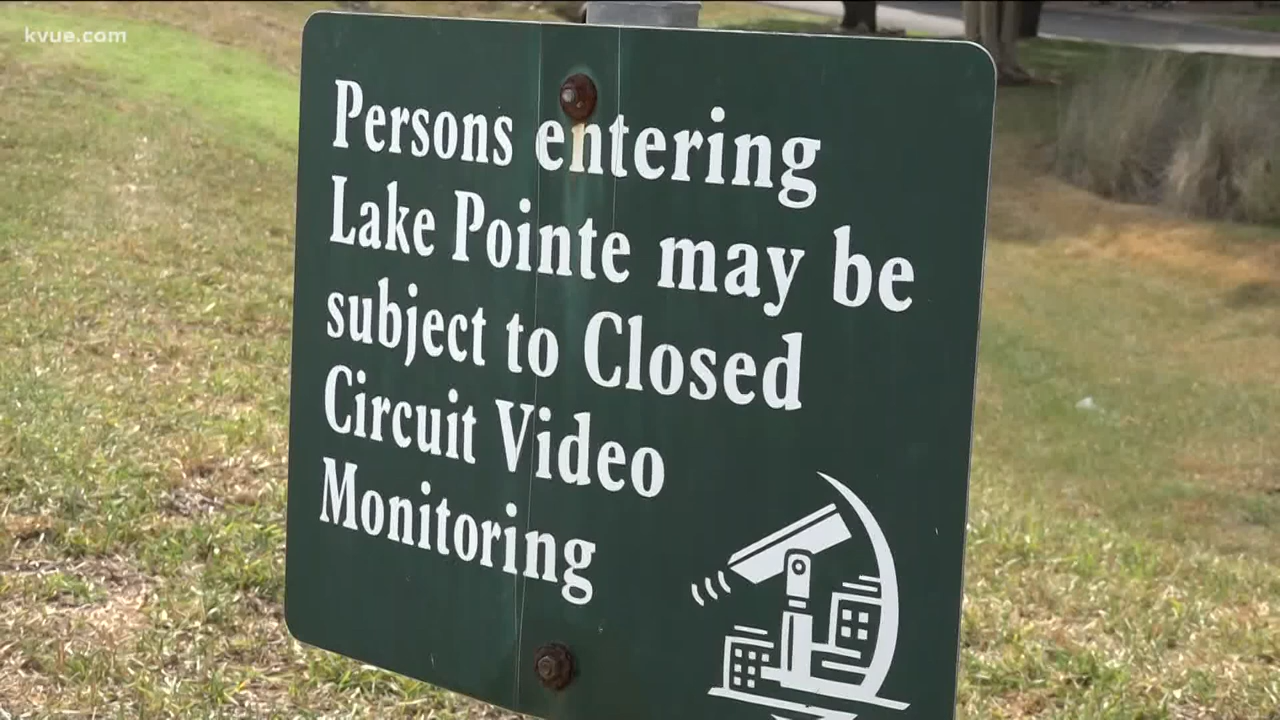 kvue.com
Persons entering
Lake Pointe may be
subject to Closed
Circuit Video
Monitoring